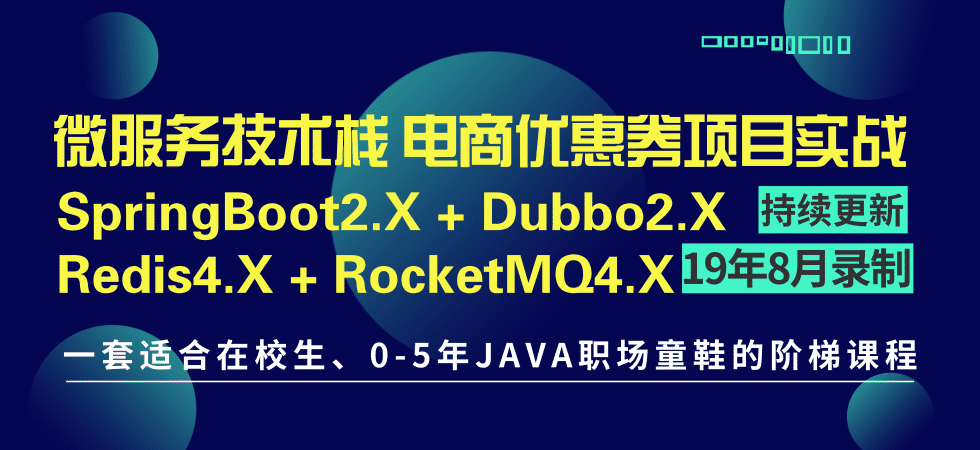 微服务技术栈 电商优惠券项目实战
SpringBoot2.X + Dubbo2.X 持续更新
Redis4.X + RocketMQ4.X 19年8月录制
一套适合在校生、0-5年JAVA职场童鞋的阶梯课程